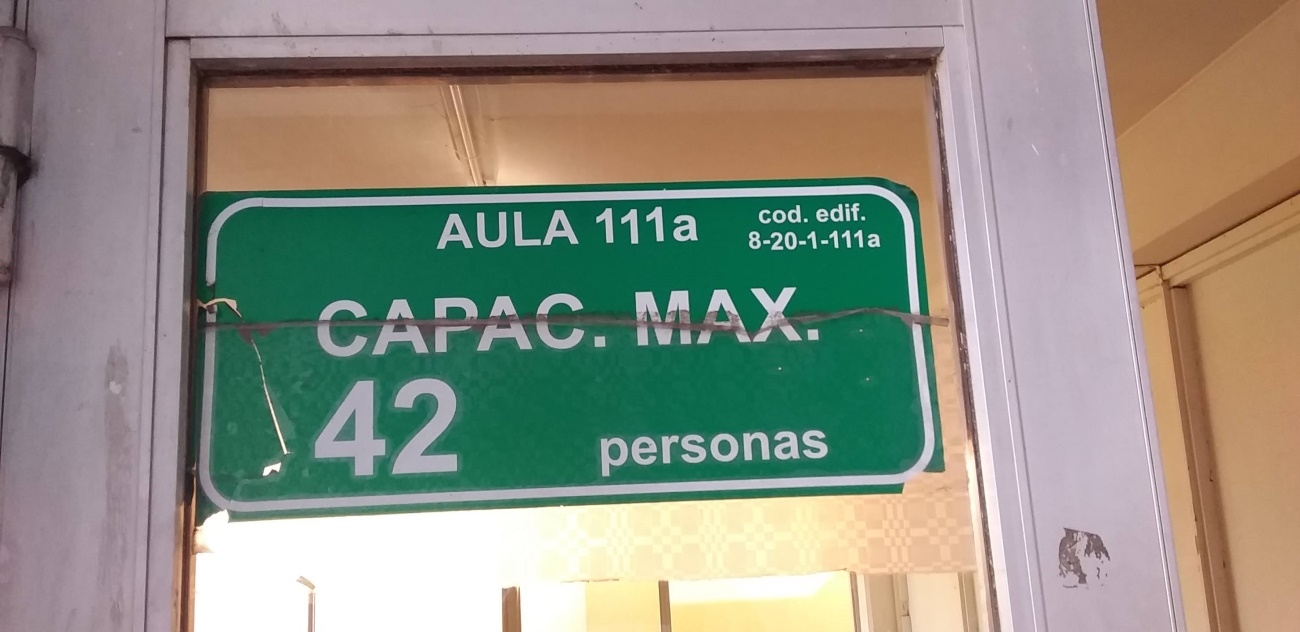 AULA 111a
cod. edif.
8-20-1-111a
CAPAC. MAX.
42 personas